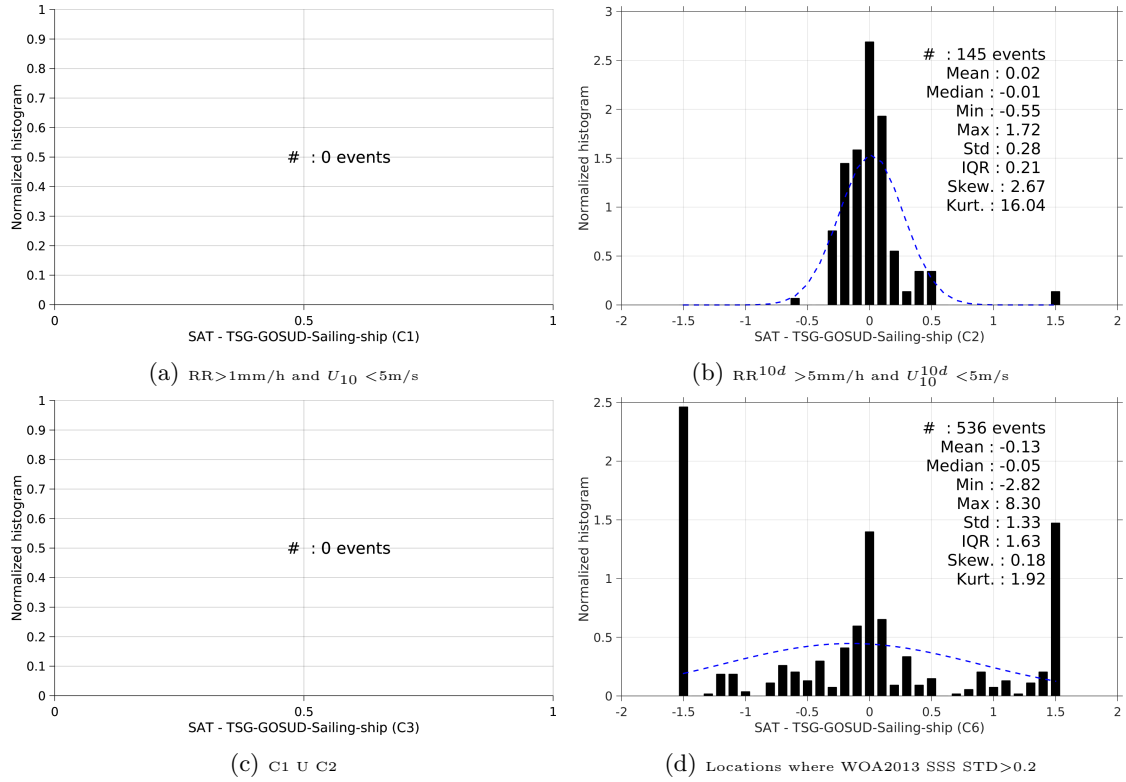 Normalized histogram
1
0.9
0.8
0.7
0.6
0.5
0.4
0.3
0.2
0.1
0
# : 0 events
0 0.5 1
SAT - TSG-GOSUD-Sailing-ship (C1)
(a) RR>1mm/h and U10 <5m/s
Normalized histogram
3
2.5
2
1.5
1
0.5
0
# : 145 events
Mean : 0.02
Median : -0.01
Min : -0.55
Max : 1.72
Std : 0.28
IQR : 0.21
Skew. : 2.67
Kurt. : 16.04
-2 -1.5 -1 -0.5 0 0.5 1 1.5 2
SAT - TSG-GOSUD-Sailing-ship (C2)
(b) RR^10d >5mm/h and U10^10d <5m/s
Normalized histogram
1
0.9
0.8
0.7
0.6
0.5
0.4
0.3
0.2
0.1
0
# : 0 events
0 0.5 1
SAT - TSG-GOSUD-Sailing-ship (C3)
(c) C1 U C2
Normalized histogram
2.5
2
1.5
1
0.5
0
# : 536 events
Mean : -0.13
Median : -0.05
Min : -2.82
Max : 8.30
Std : 1.33
IQR : 1.63
Skew. : 0.18
Kurt. : 1.92
-2 -1.5 -1 -0.5 0 0.5 1 1.5 2
SAT - TSG-GOSUD-Sailing-ship (C6)
(d) Locations where WOA2013 SSS STD>0.2